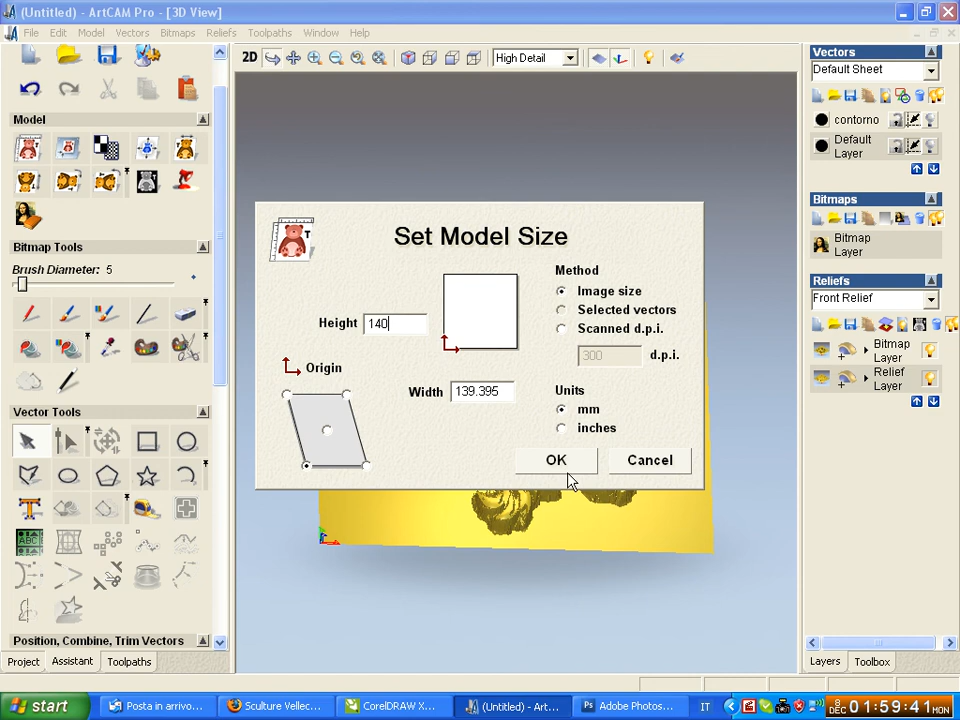 (Untitled) - ArtCAM Pro - [3D View]
File Edit Model Vectors Bitmaps Reliefs Toolpaths Window Help
2D
High Detail
Model
Bitmap Tools
Brush Diameter: 5
Vector Tools
ABC
Position, Combine, Trim Vectors
Project Assistant Toolpaths
Set Model Size
Height 140
Origin
Width 139.395
Method
Image size
Selected vectors
Scanned d.p.i.
300 d.p.i.
Units
mm
inches
OK Cancel
Vectors
Default Sheet
contorno
Default
Layer
Bitmaps
Bitmap
Layer
Reliefs
Front Relief
Bitmap
Layer
Relief
Layer
Layers Toolbox
start
Posta in arrivo...
Sculture Vellec...
CorelDRAW X...
(Untitled) - Art...
Adobe Photos...
IT
8 DEC 01:59:41 MON